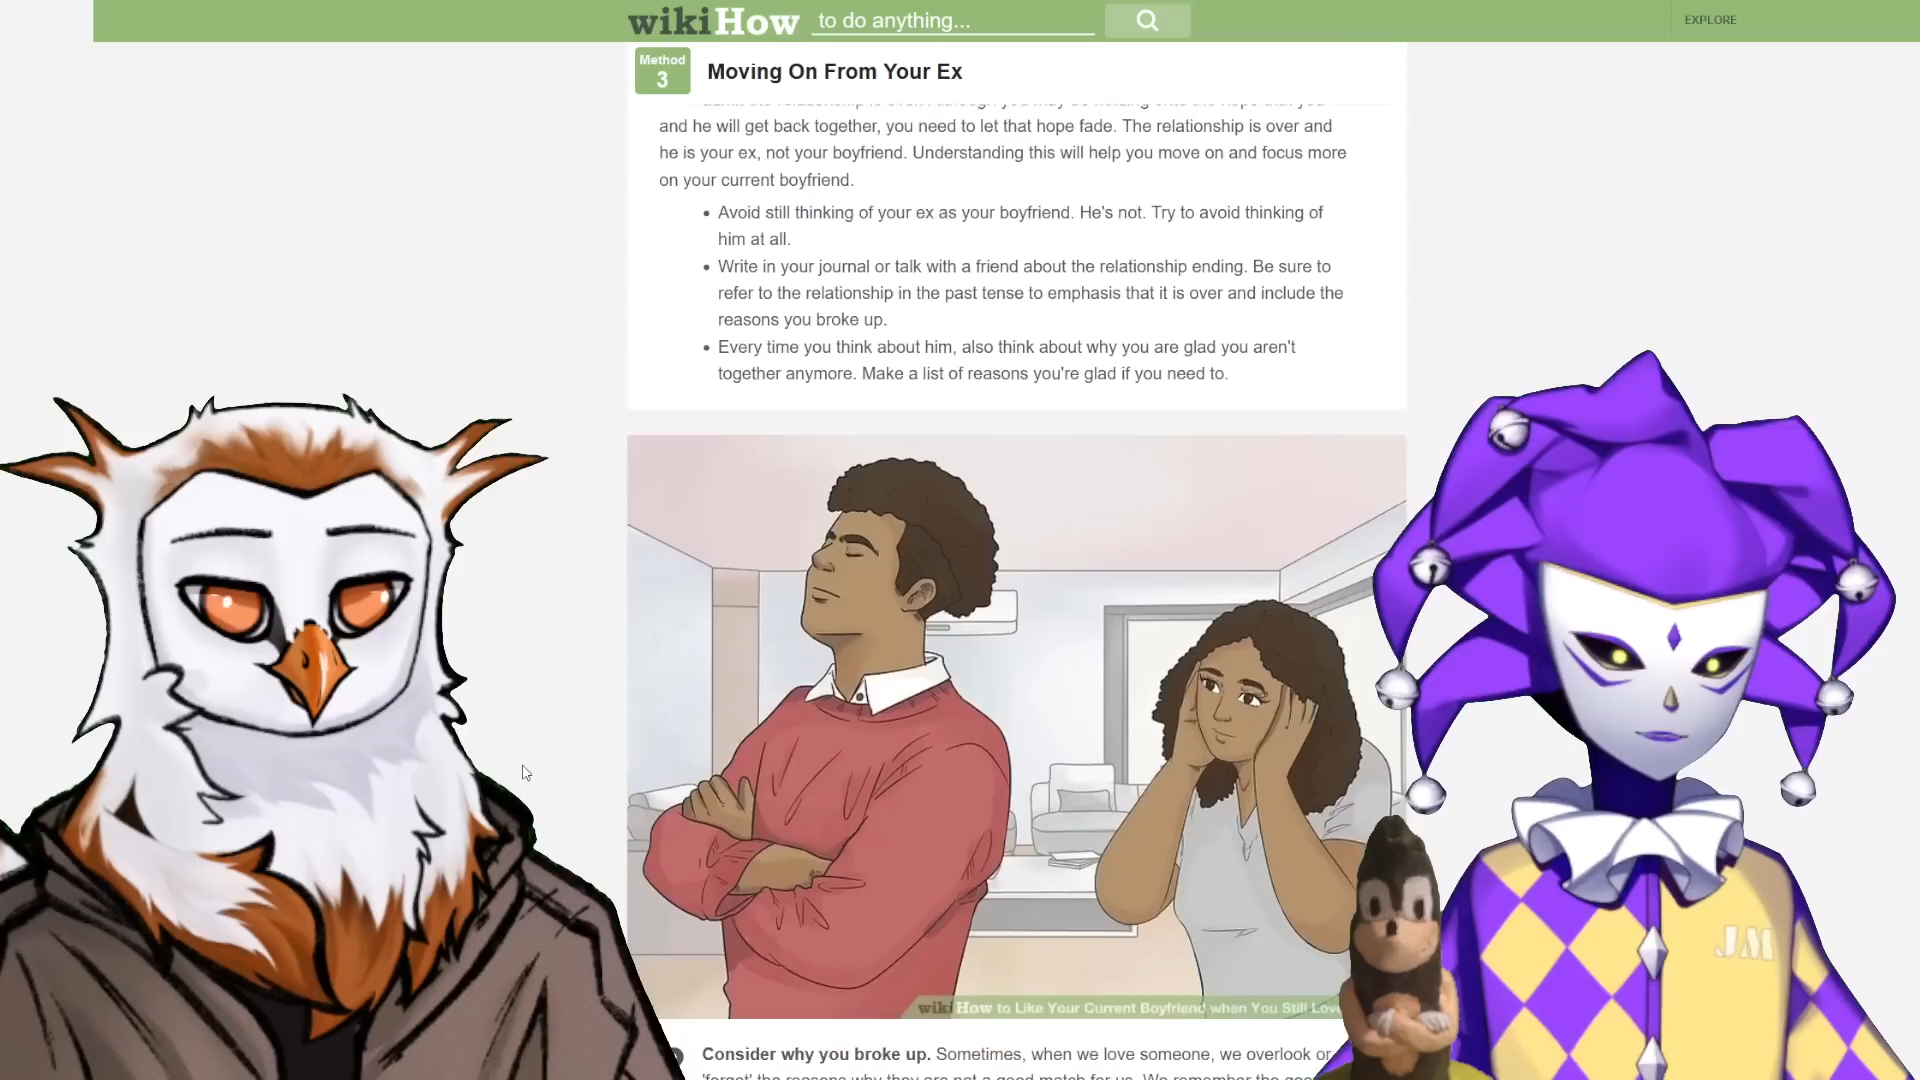 wikiHow to do anything...
EXPLORE
Method
3
Moving On From Your Ex
and he will get back together, you need to let that hope fade. The relationship is over and
he is your ex, not your boyfriend. Understanding this will help you move on and focus more
on your current boyfriend.
Avoid still thinking of your ex as your boyfriend. He's not. Try to avoid thinking of
him at all.
Write in your journal or talk with a friend about the relationship ending. Be sure to
refer to the relationship in the past tense to emphasis that it is over and include the
reasons you broke up.
Every time you think about him, also think about why you are glad you aren't
together anymore. Make a list of reasons you're glad if you need to.
JM
wikiHow to Like Your Current Boyfriend when You Still
Consider why you broke up. Sometimes, when we love someone, we overlook or